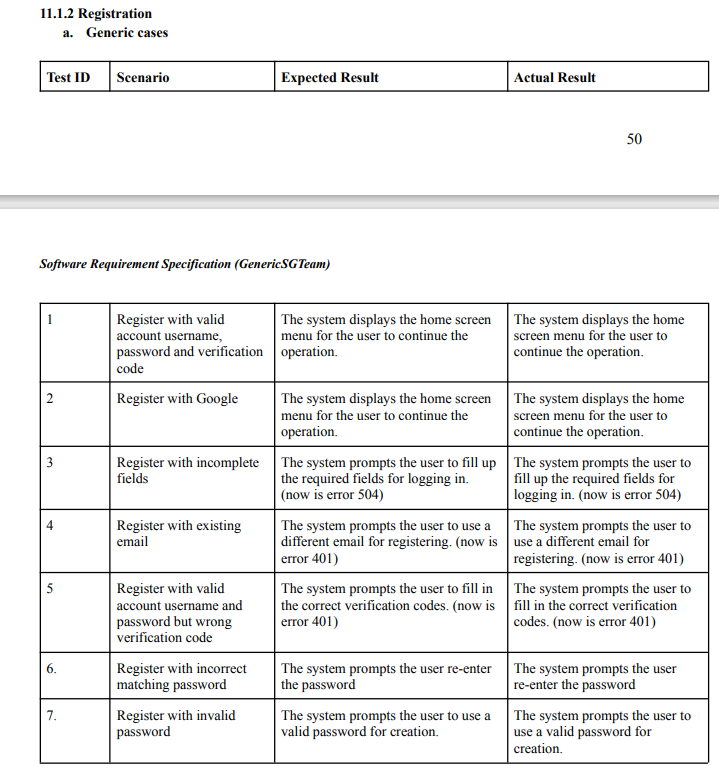 11.1.2 Registration
a. Generic cases
Test ID Scenario Expected Result Actual Result
50
Software Requirement Specification (GenericSGTeam)
1 Register with valid The system displays the home screen The system displays the home
account username, menu for the user to continue the screen menu for the user to
password and verification operation. continue the operation.
code
2 Register with Google The system displays the home screen The system displays the home
menu for the user to continue the screen menu for the user to
operation. continue the operation.
3 Register with incomplete The system prompts the user to fill up The system prompts the user to
fields the required fields for logging in. fill up the required fields for
(now is error 504) logging in. (now is error 504)
4 Register with existing The system prompts the user to use a The system prompts the user to
email different email for registering. (now is use a different email for
error 401) registering. (now is error 401)
5 Register with valid The system prompts the user to fill in The system prompts the user to
account username and the correct verification codes. (now is fill in the correct verification
password but wrong error 401) codes. (now is error 401)
verification code
6. Register with incorrect The system prompts the user re-enter The system prompts the user
matching password the password re-enter the password
7. Register with invalid The system prompts the user to use a The system prompts the user to
password valid password for creation. use a valid password for
creation.